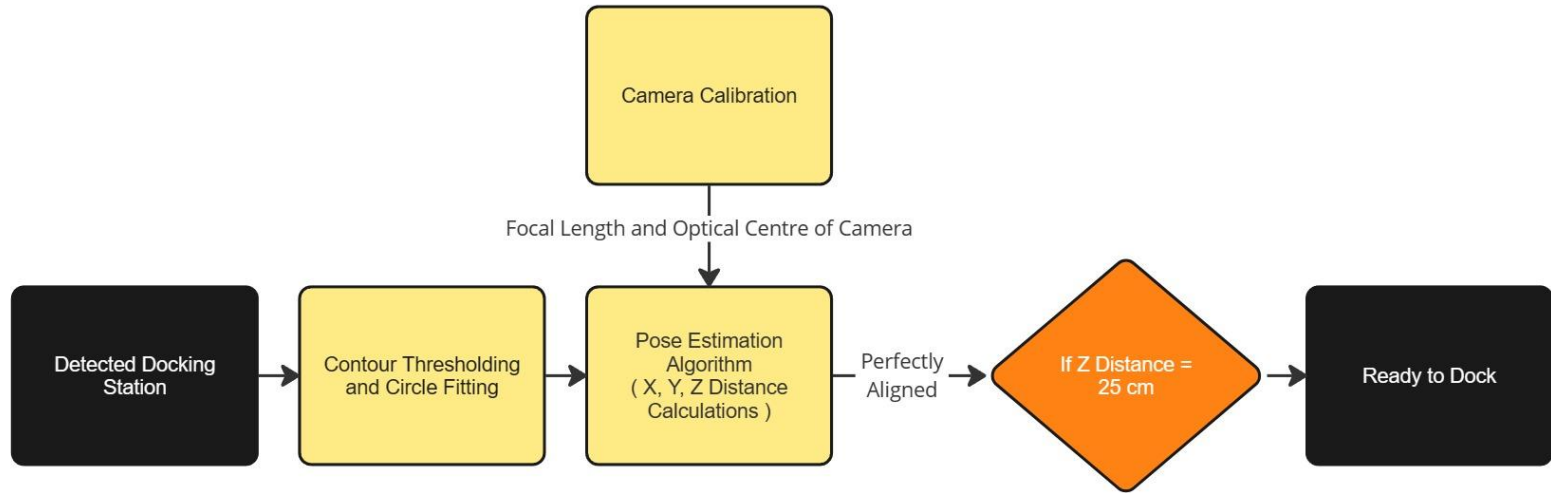 Camera Calibration
Focal Length and Optical Centre of Camera
Detected Docking
Station
Contour Thresholding
and Circle Fitting
Pose Estimation
Algorithm
( X, Y, Z Distance
Calculations )
Perfectly
Aligned
If Z Distance =
25 cm
Ready to Dock